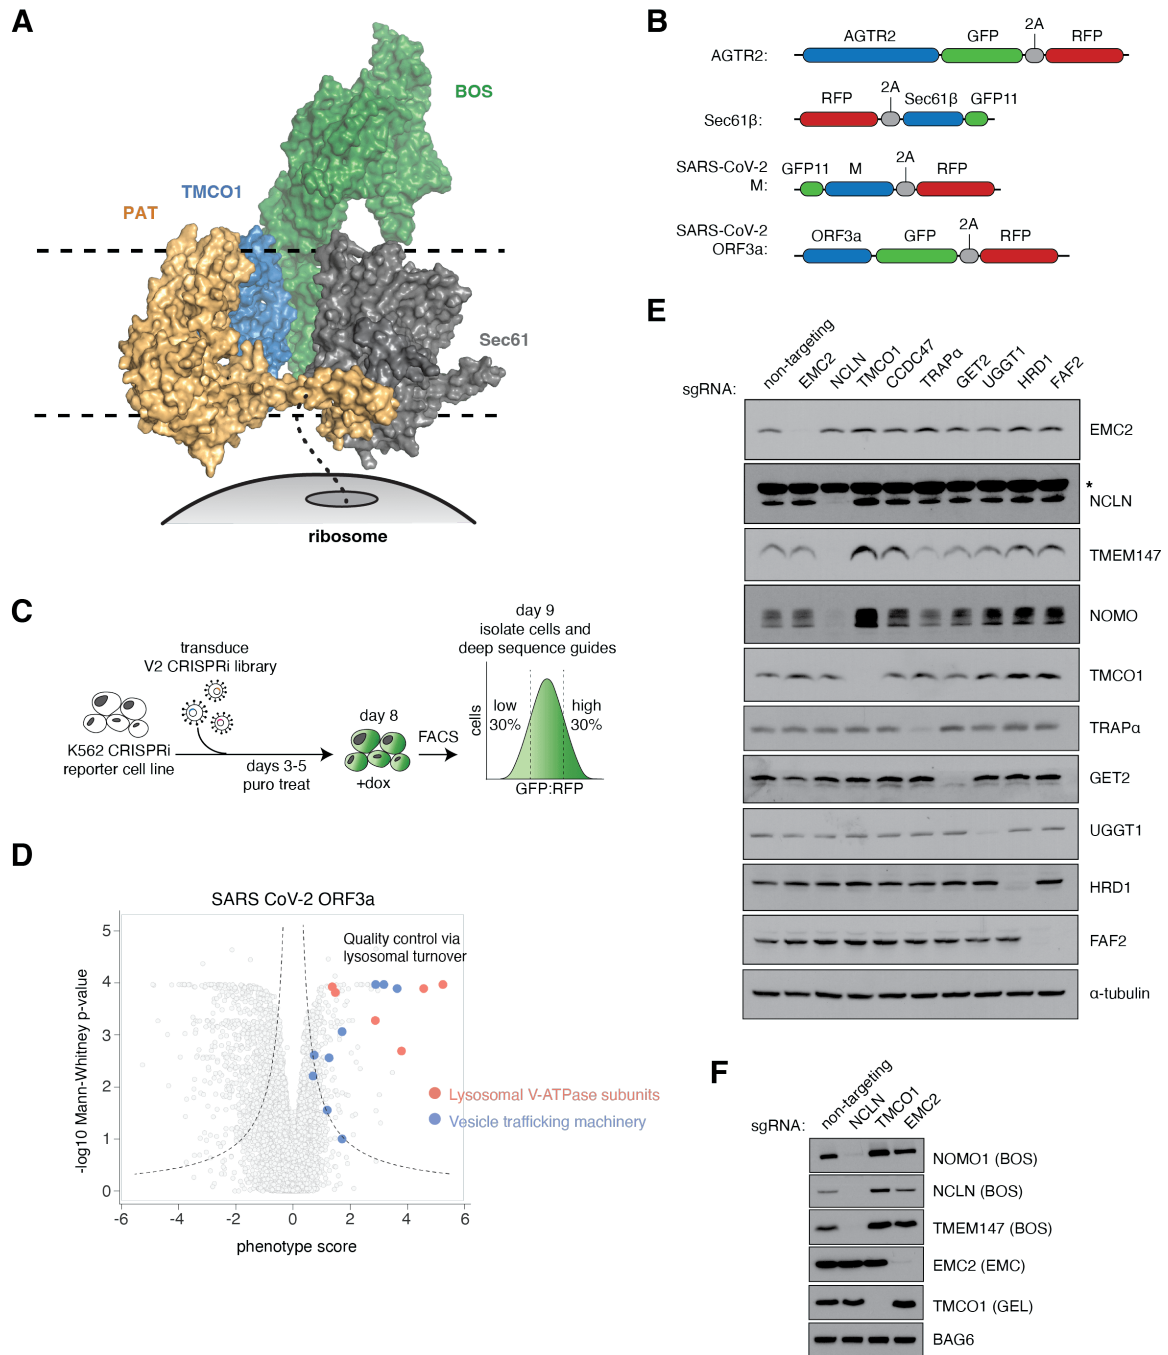 A
BOS
TMCO1
PAT
Sec61
ribosome
B
AGTR2:
AGTR2
GFP
2A
RFP
Sec61β:
RFP
2A
Sec61β
GFP11
SARS-CoV-2
M:
GFP11
M
2A
RFP
SARS-CoV-2
ORF3a:
ORF3a
GFP
2A
RFP
C
transduce
V2 CRISPRi library
K562 CRISPRi
reporter cell line
days 3-5
puro treat
day 8
+dox
FACS
day 9
isolate cells and
deep sequence guides
cells
low
30%
high
30%
GFP:RFP
D
SARS CoV-2 ORF3a
Quality control via
lysosomal turnover
-log10 Mann-Whitney p-value
5
4
3
2
1
0
-6
-4
-2
0
2
4
6
phenotype score
Lysosomal V-ATPase subunits
Vesicle trafficking machinery
E
sgRNA:
non-targeting
EMC2
NCLN
TMCO1
CCDC47
TRAPα
GET2
UGGT1
HRD1
FAF2
EMC2
*
NCLN
TMEM147
NOMO
TMCO1
TRAPα
GET2
UGGT1
HRD1
FAF2
α-tubulin
F
sgRNA:
non-targeting
NCLN
TMCO1
EMC2
NOMO1 (BOS)
NCLN (BOS)
TMEM147 (BOS)
EMC2 (EMC)
TMCO1 (GEL)
BAG6